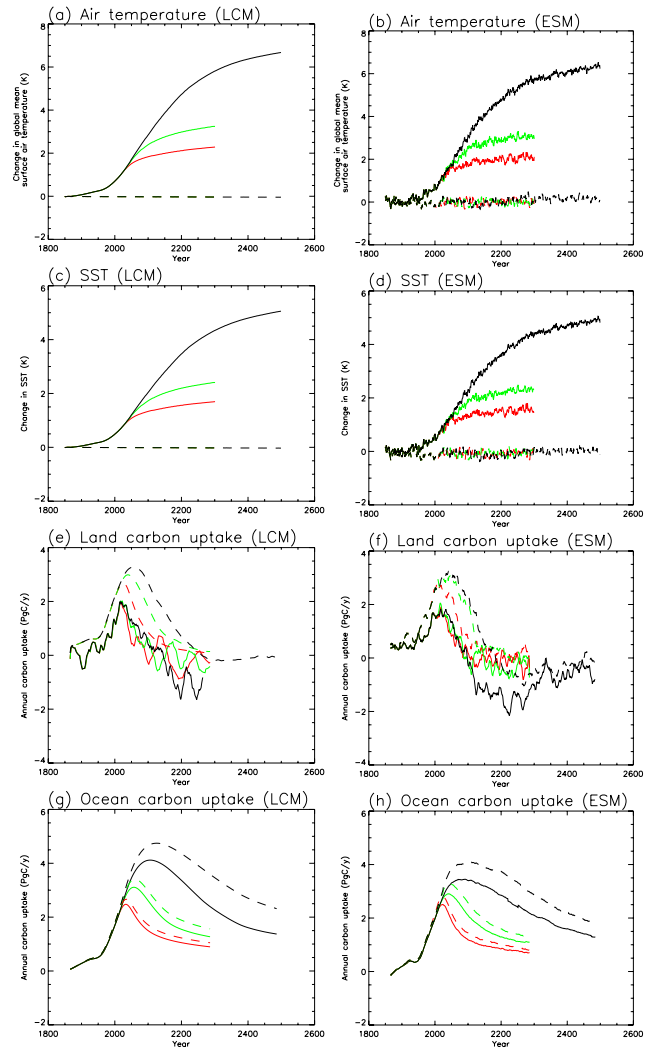 (a) Air temperature (LCM)
Change in global mean
surface air temperature (K)
8
6
4
2
0
−2
1800 2000 2200 2400 2600
Year
(b) Air temperature (ESM)
Change in global mean
surface air temperature (K)
8
6
4
2
0
−2
1800 2000 2200 2400 2600
Year
(c) SST (LCM)
Change in SST (K)
6
4
2
0
−2
1800 2000 2200 2400 2600
Year
(d) SST (ESM)
Change in SST (K)
6
4
2
0
−2
1800 2000 2200 2400 2600
Year
(e) Land carbon uptake (LCM)
Annual carbon uptake (PgC/y)
4
2
0
−2
−4
1800 2000 2200 2400 2600
Year
(f) Land carbon uptake (ESM)
Annual carbon uptake (PgC/y)
4
2
0
−2
−4
1800 2000 2200 2400 2600
Year
(g) Ocean carbon uptake (LCM)
Annual carbon uptake (PgC/y)
6
4
2
0
−2
1800 2000 2200 2400 2600
Year
(h) Ocean carbon uptake (ESM)
Annual carbon uptake (PgC/y)
6
4
2
0
−2
1800 2000 2200 2400 2600
Year